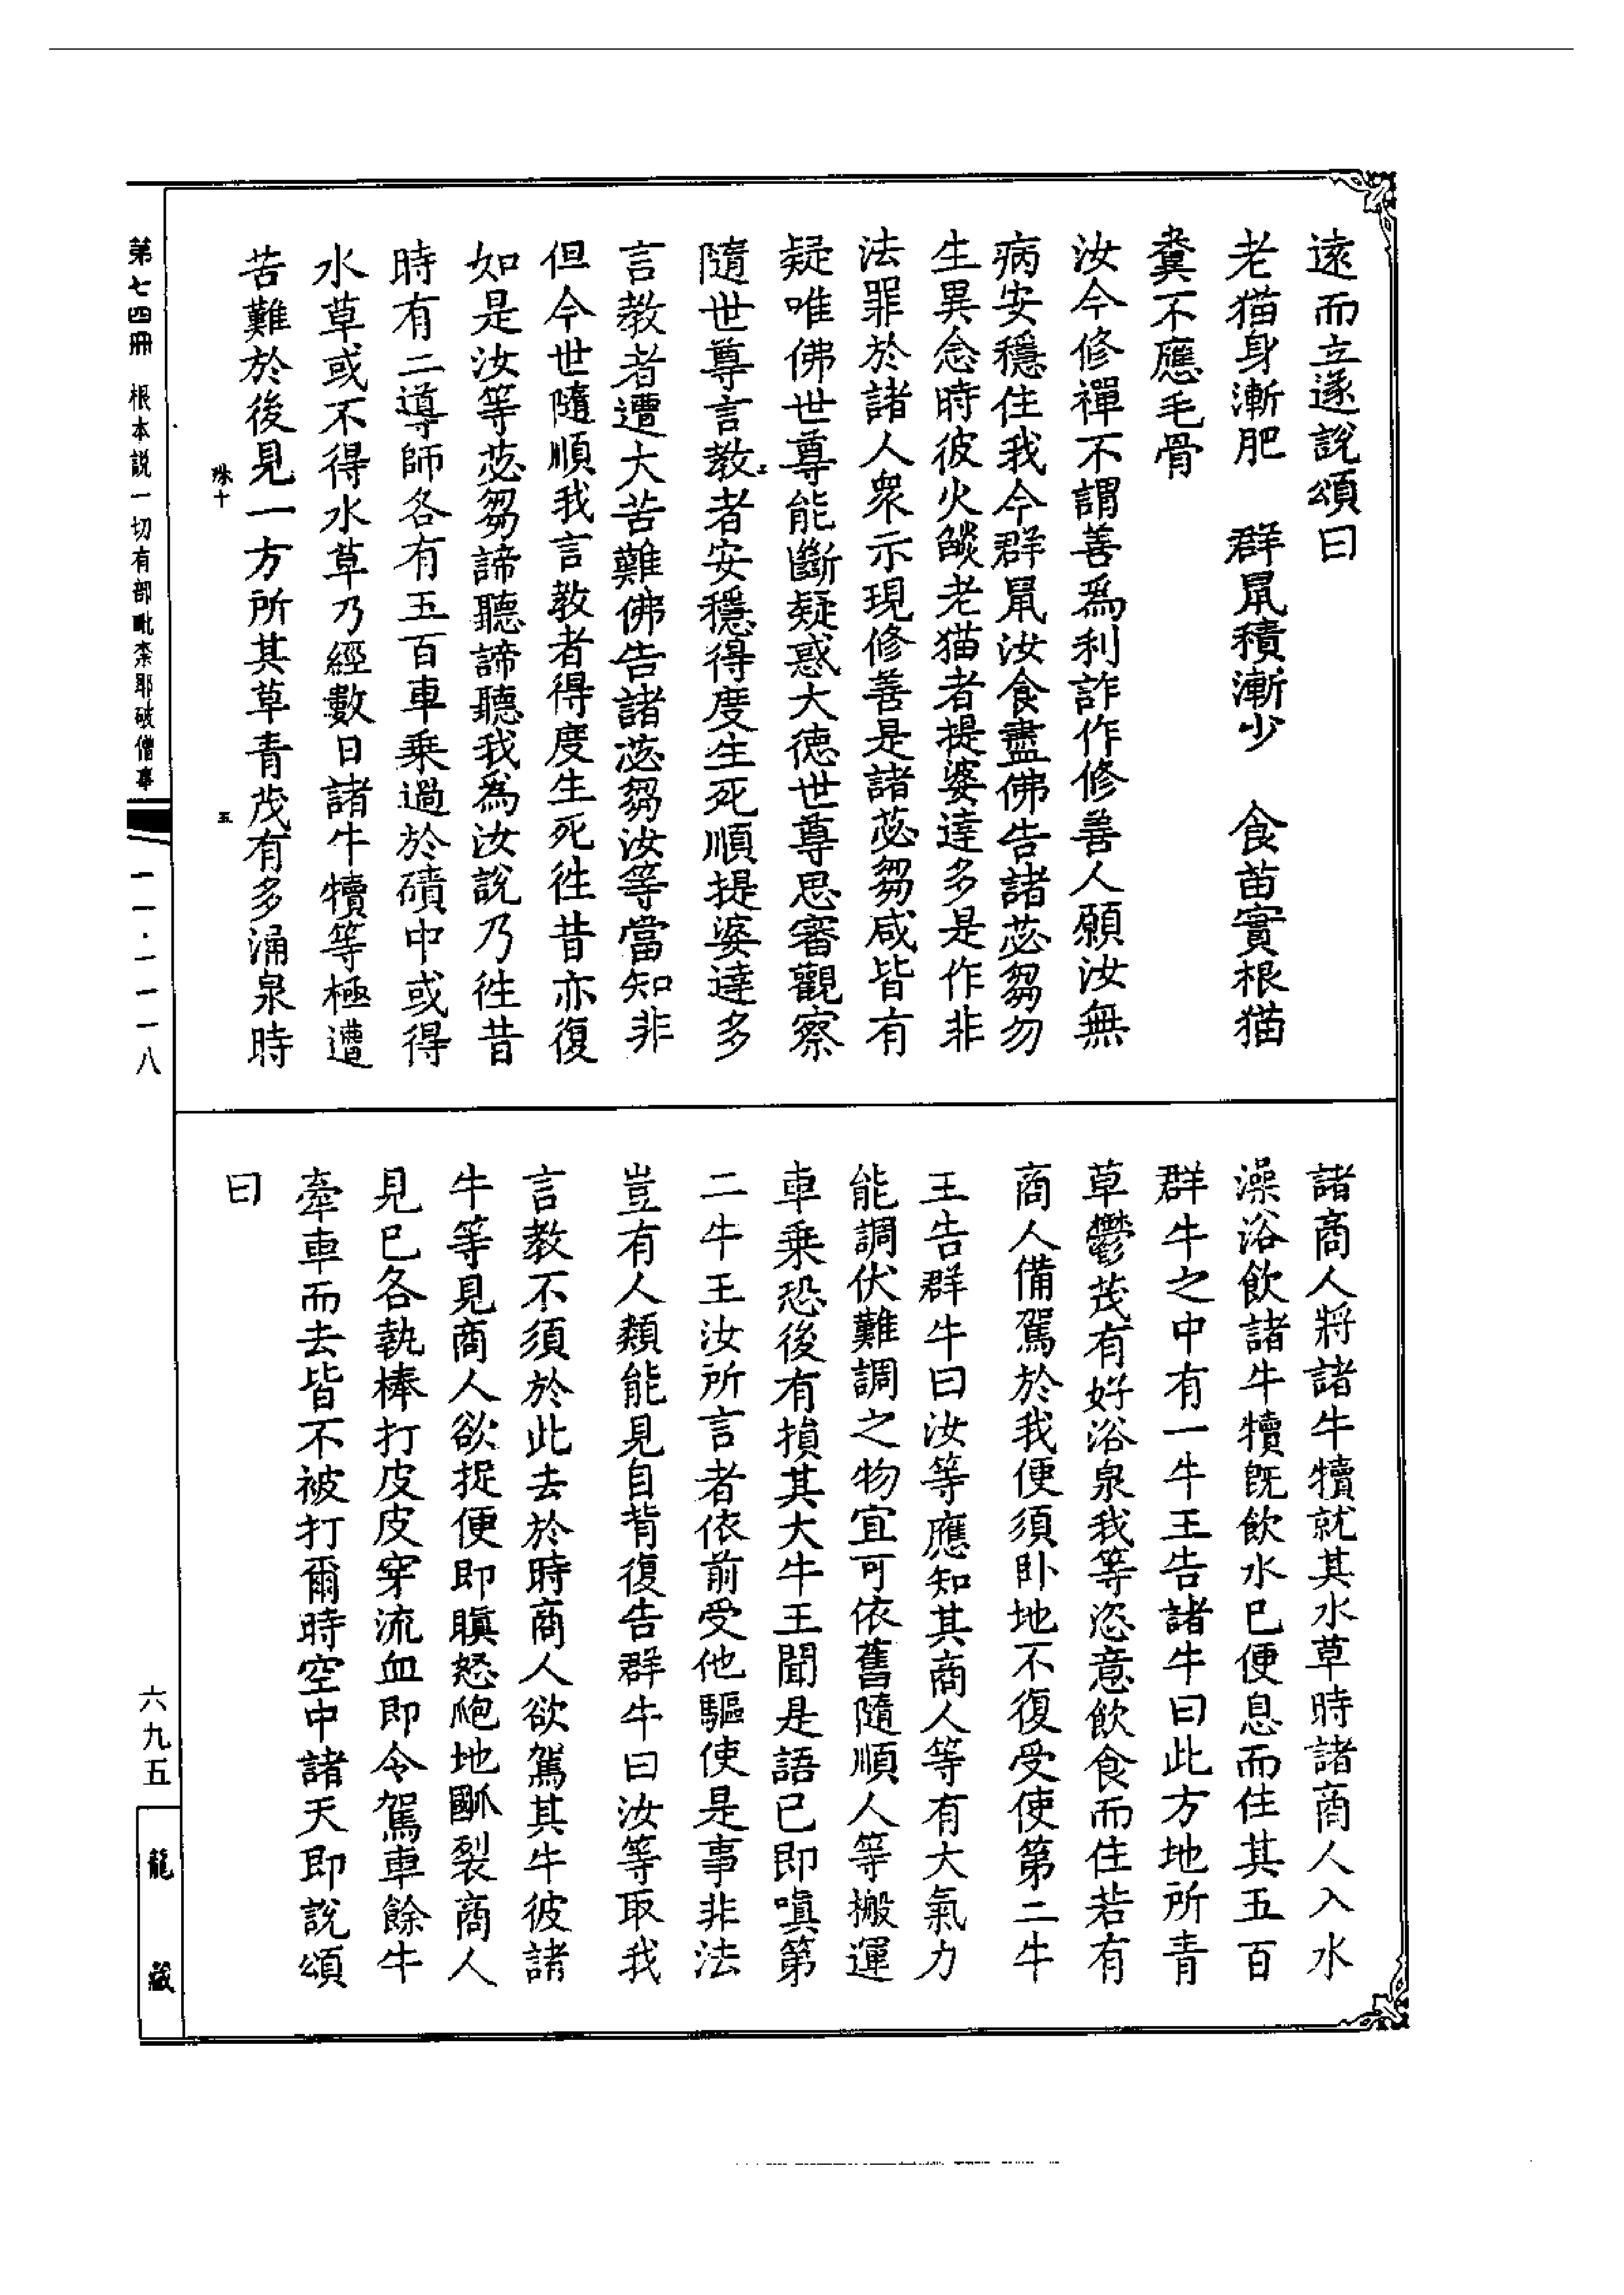 遠而立遂說頌曰
老猫身漸肥　群鼠積漸少　食苗實根猫
糞不應毛骨
汝今修禪不謂善爲利詐作修善人願汝無
病安穩住我今群鼠汝食盡佛告諸苾芻勿
生異念時彼火燄老猫者提婆達多是作非
法罪於諸人衆示現修善是諸苾芻咸皆有
疑唯佛世尊能斷疑惑大德世尊思審觀察
隨世尊言教者安穩得度生死順提婆達多
言教者遭大苦難佛告諸苾芻汝等當知非
但今世隨順我言教者得度生死往昔亦復
如是汝等苾芻諦聽諦聽我爲汝說乃往昔
時有二導師各有五百車乘過於磧中或得
水草或不得水草乃經數日諸牛犢等極遭
苦難於後見一方所其草青茂有多涌泉時
諸商人將諸牛犢就其水草時諸商人入水
澡浴飲諸牛犢旣飲水已便息而住其五百
群牛之中有一牛王告諸牛曰此方地所青
草鬱茂有好浴泉我等恣意飲食而住若有
商人備駕於我便須卧地不復受使第二牛
王告群牛曰汝等應知其商人等有大氣力
能調伏難調之物宜可依舊隨順人等搬運
車乘恐後有損其大牛王聞是語已即嗔第
二牛王汝所言者依前受他驅使是事非法
豈有人類能見自背復告群牛曰汝等取我
言教不須於此去於時商人欲駕其牛彼諸
牛等見商人欲捉便即瞋怒跑地齗裂商人
見已各執棒打皮皮穿流血即令駕車餘牛
牽車而去皆不被打爾時空中諸天即說頌
曰
殊十
五
第七四冊　根本説一切有部毗柰耶破僧事
一一·一一一八
六九五
龍藏